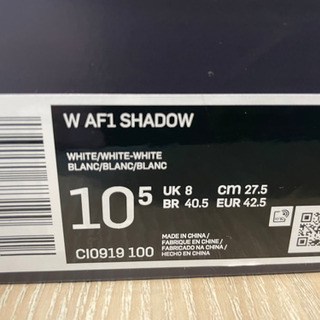 W AF1 SHADOW
WHITE/WHITE-WHITE
BLANC/BLANC/BLANC
10⁵ UK 8 cm 27.5
BR 40.5 EUR 42.5
CI0919 100
MADE IN CHINA /
FABRIQUE EN CHINE /
FABRICADO NA CHINA /
HECHO EN CHINA